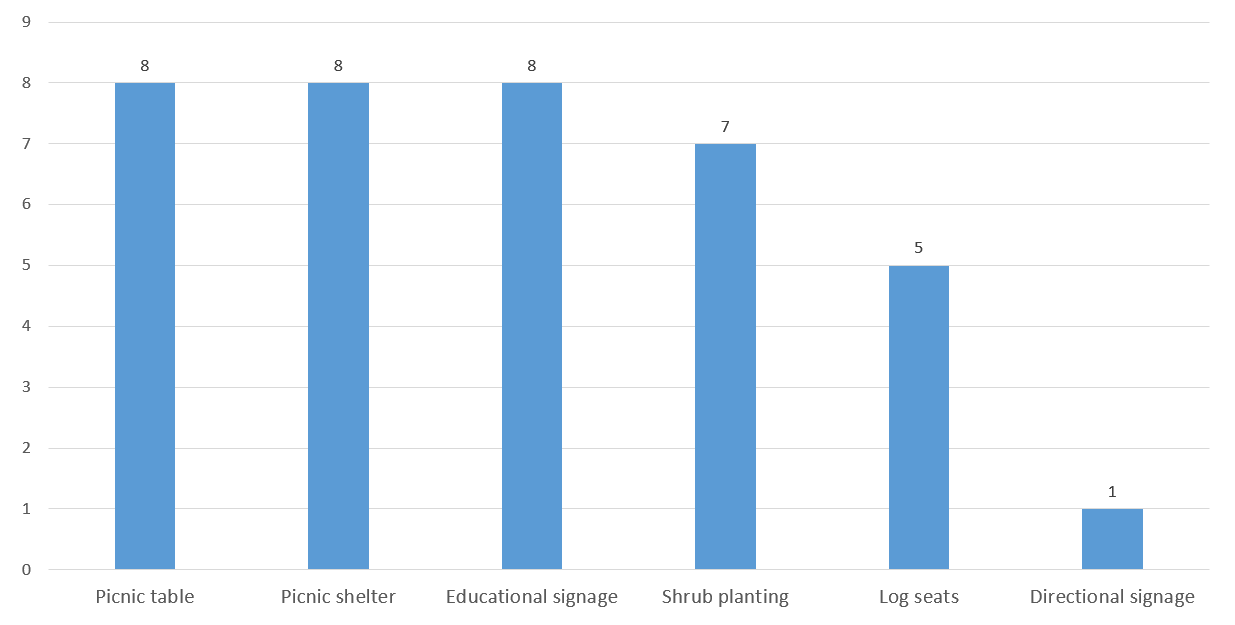 9
8
7
6
5
4
3
2
1
0
8
8
8
7
5
1
Picnic table
Picnic shelter
Educational signage
Shrub planting
Log seats
Directional signage